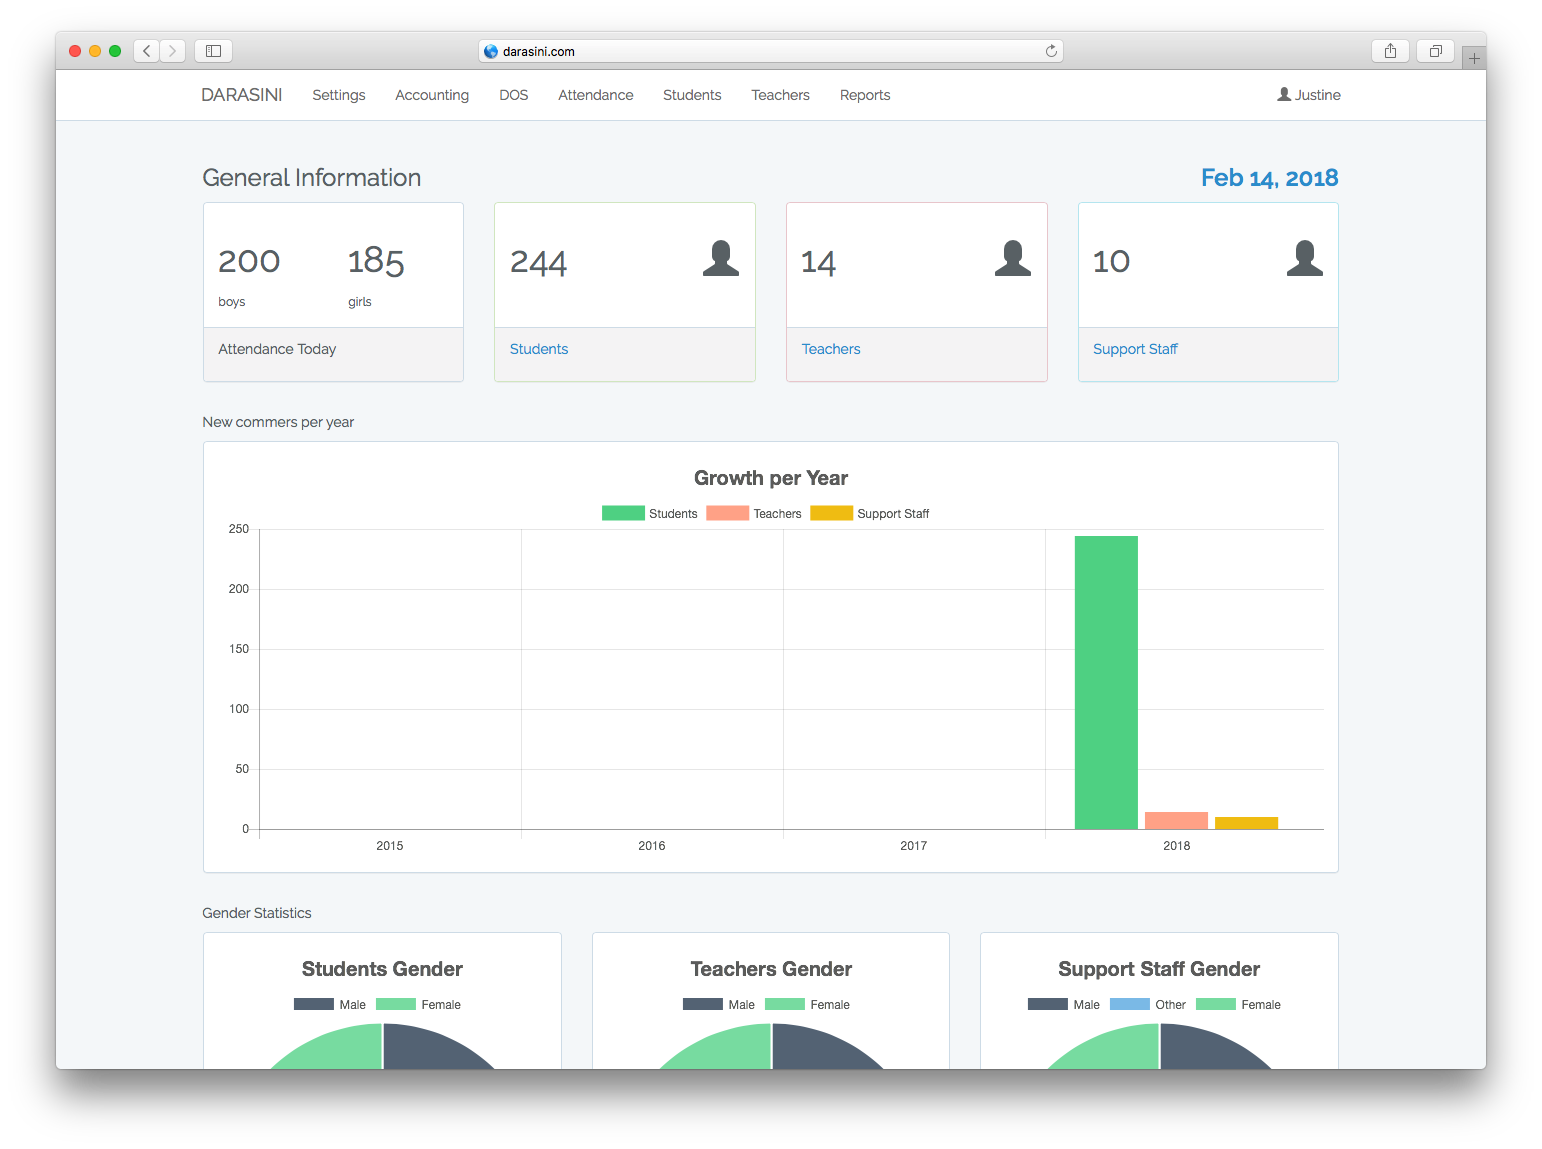 darasini.com
DARASINI Settings Accounting DOS Attendance Students Teachers Reports Justine
General Information Feb 14, 2018
200 185 244 14 10
boys girls
Attendance Today Students Teachers Support Staff
New commers per year
Growth per Year
Students Teachers Support Staff
250
200
150
100
50
0
2015 2016 2017 2018
Gender Statistics
Students Gender Teachers Gender Support Staff Gender
Male Female Male Female Male Other Female